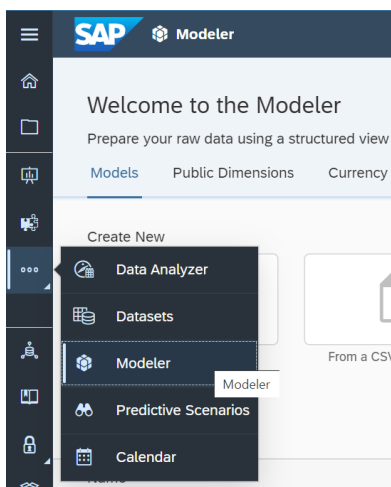 SAP Modeler
Welcome to the Modeler
Prepare your raw data using a structured view
Models Public Dimensions Currency
Create New
Data Analyzer
Datasets
From a CSV
Modeler
Modeler
Predictive Scenarios
Calendar
Name